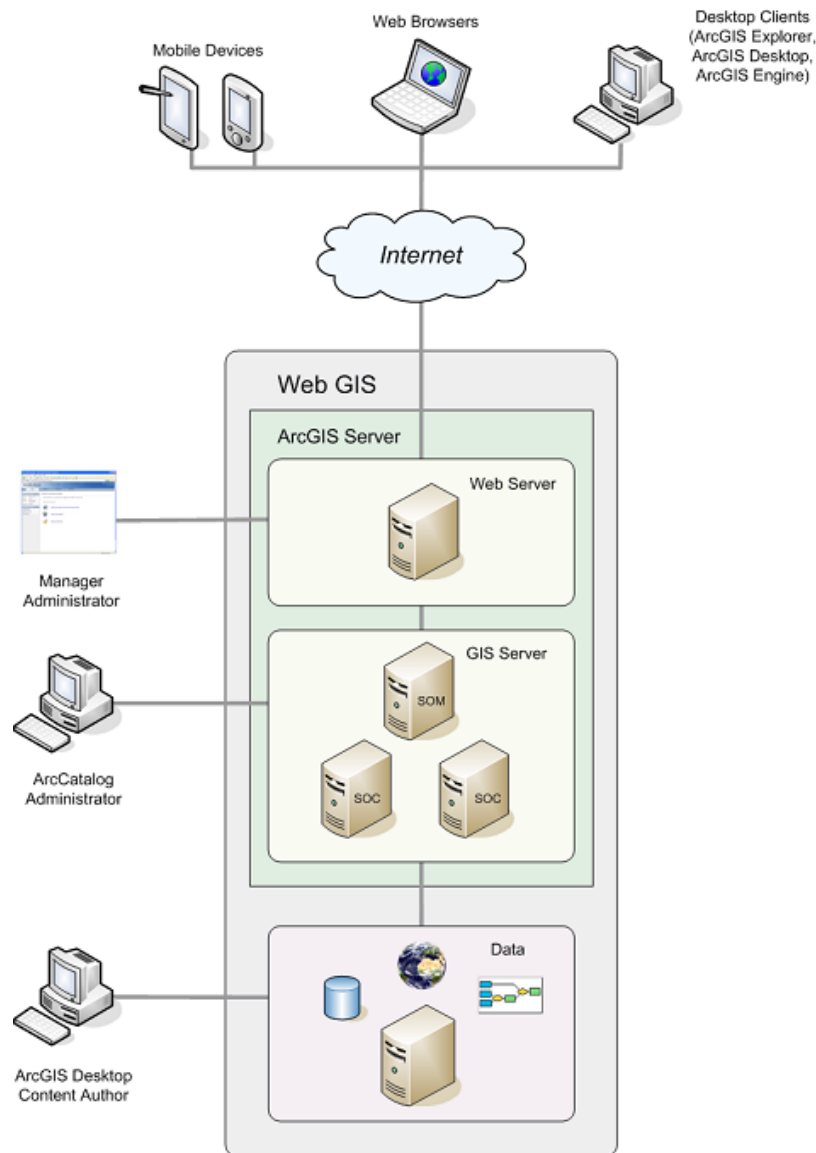 Mobile Devices
Web Browsers
Desktop Clients
(ArcGIS Explorer,
ArcGIS Desktop,
ArcGIS Engine)
Internet
Web GIS
ArcGIS Server
Web Server
Manager
Administrator
GIS Server
SOM
SOC
SOC
ArcCatalog
Administrator
Data
ArcGIS Desktop
Content Author